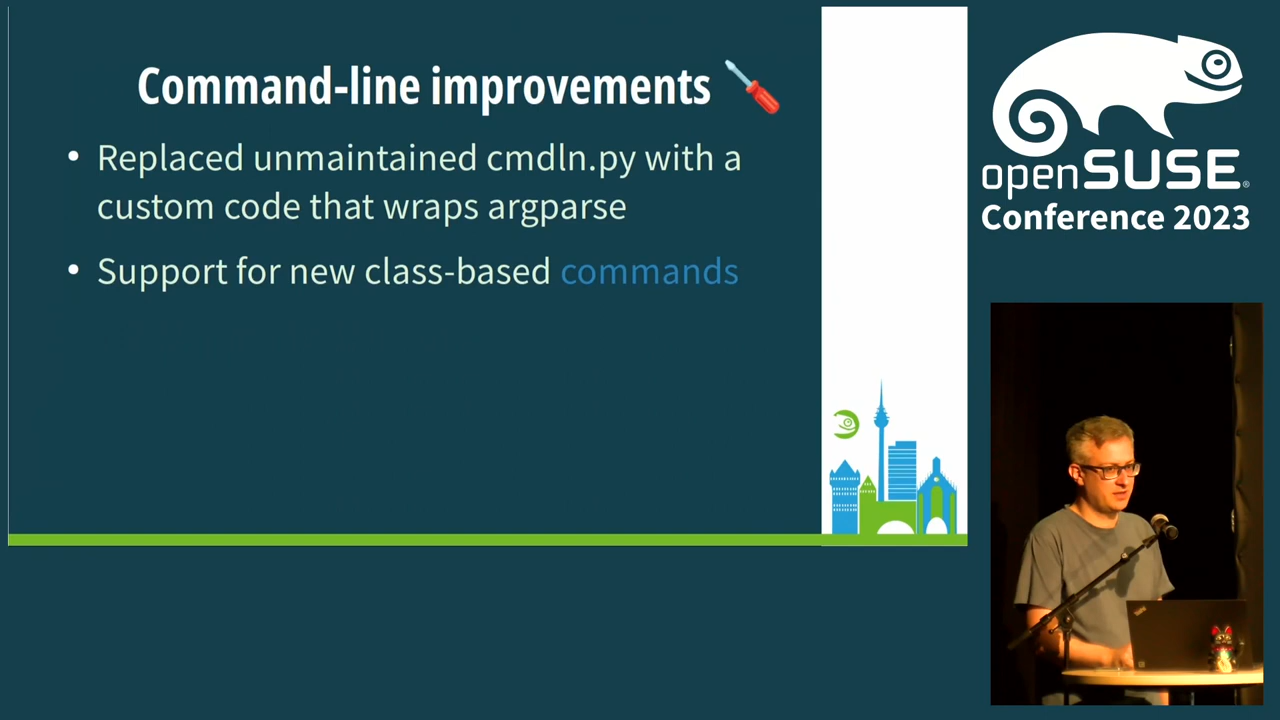 Command-line improvements
• Replaced unmaintained cmdln.py with a
custom code that wraps argparse
• Support for new class-based commands
openSUSE®
Conference 2023